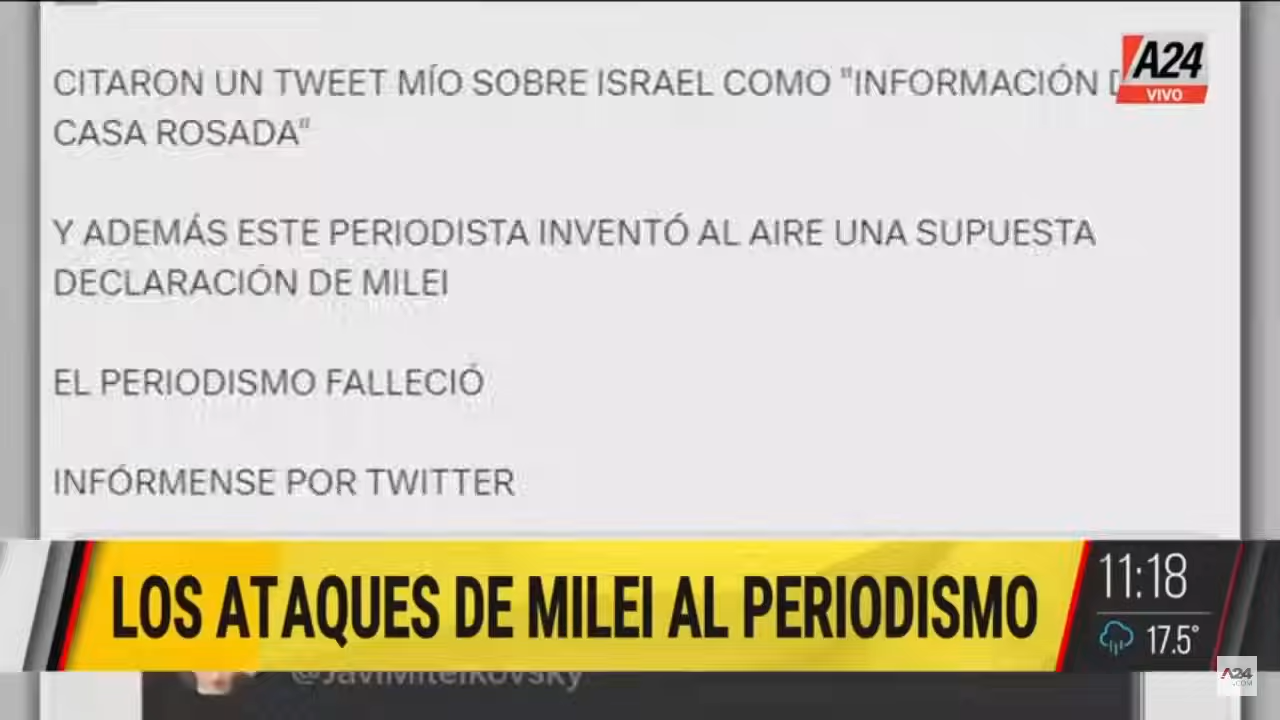 CITARON UN TWEET MÍO SOBRE ISRAEL COMO "INFORMACIÓN
CASA ROSADA"
Y ADEMÁS ESTE PERIODISTA INVENTÓ AL AIRE UNA SUPUESTA
DECLARACIÓN DE MILEI
EL PERIODISMO FALLECIÓ
INFÓRMENSE POR TWITTER
A24
VIVO
LOS ATAQUES DE MILEI AL PERIODISMO
11:18
17.5°
A24
.COM